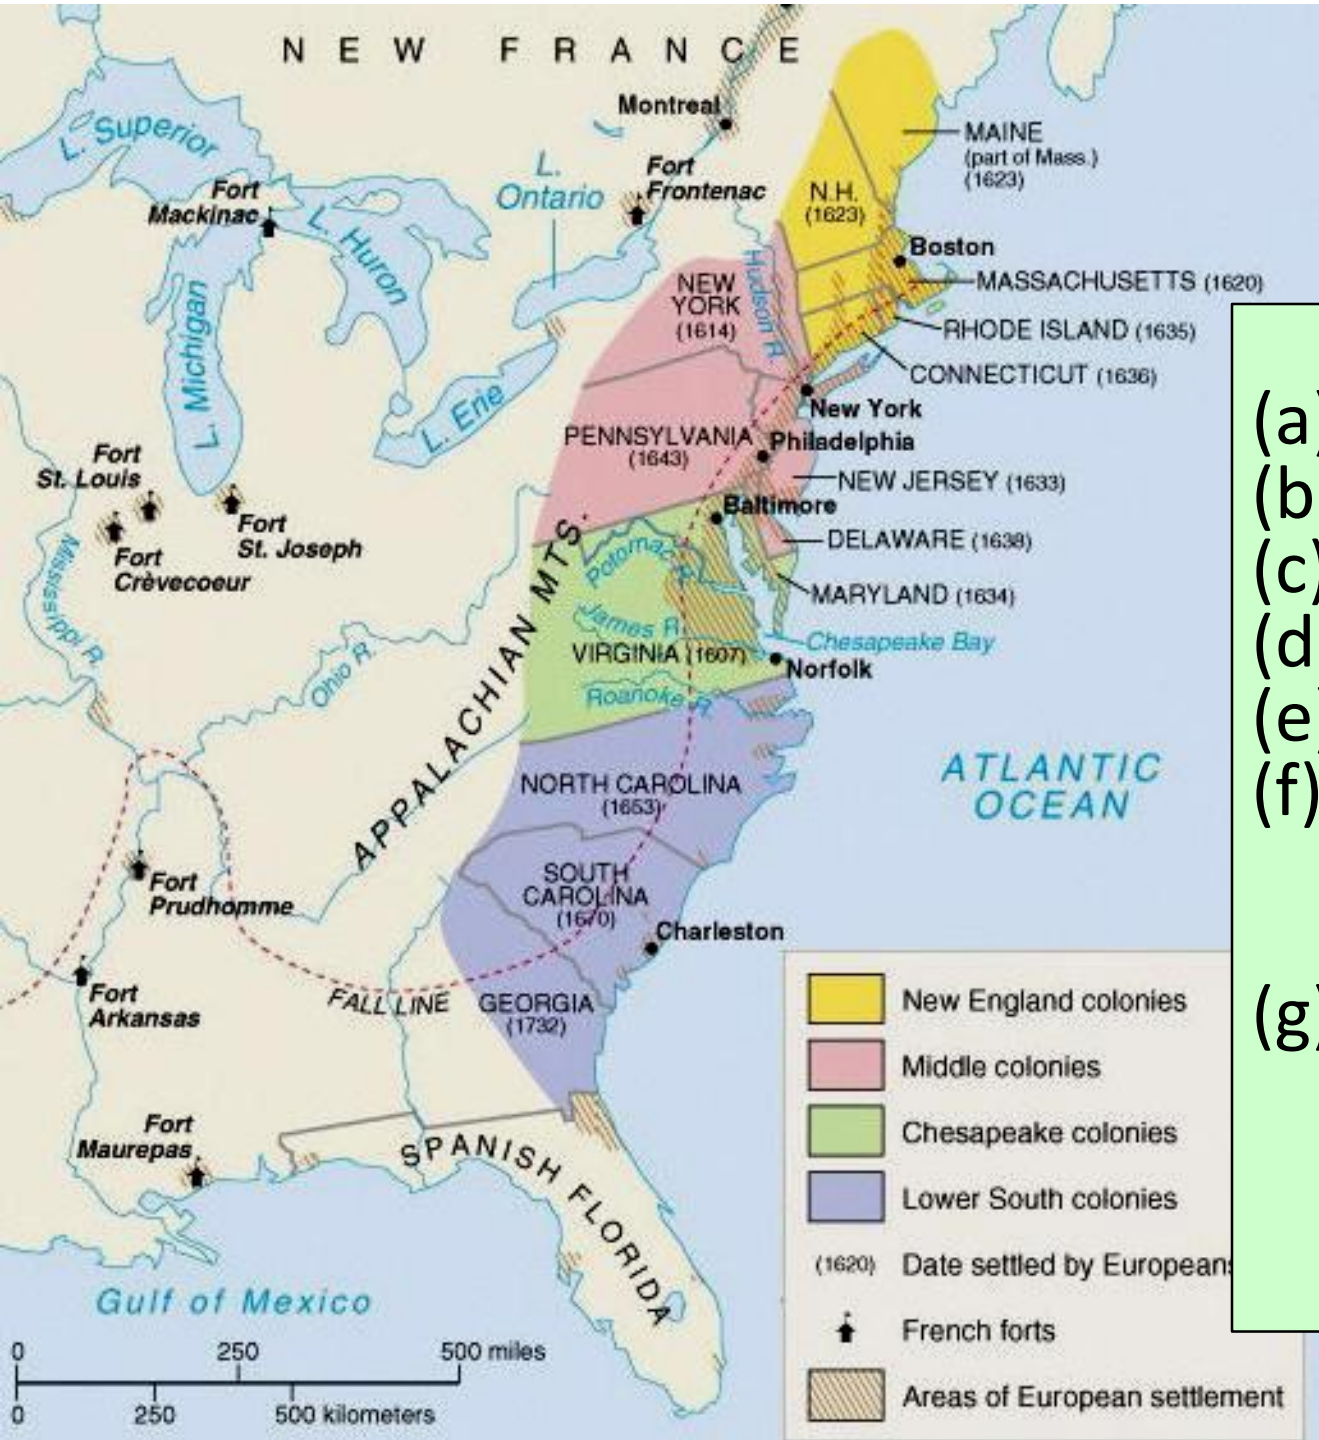 NEW FRANCE
Montreal
L. Superior
MAINE
(part of Mass.)
(1623)
Fort
Frontenac
L.
Ontario
Fort
Mackinac
N.H.
(1623)
L. Huron
Boston
Hudson R.
MASSACHUSETTS (1620)
NEW
YORK
(1614)
L. Michigan
RHODE ISLAND (1635)
CONNECTICUT (1636)
New York
L. Erie
PENNSYLVANIA
(1643)
Philadelphia
Fort
St. Louis
NEW JERSEY (1633)
Baltimore
Fort
St. Joseph
DELAWARE (1638)
Fort
Crèvecoeur
Potomac R.
Mississippi R.
MARYLAND (1634)
James R.
Chesapeake Bay
VIRGINIA (1607)
Norfolk
Ohio R.
Roanoke R.
APPALACHIAN MTS.
ATLANTIC
OCEAN
NORTH CAROLINA
(1653)
SOUTH
CAROLINA
(1670)
Fort
Prudhomme
Charleston
Fort
Arkansas
FALL LINE
GEORGIA
(1732)
Fort
Maurepas
SPANISH FLORIDA
Gulf of Mexico
0 250 500 miles
0 250 500 kilometers
New England colonies
Middle colonies
Chesapeake colonies
Lower South colonies
(1620) Date settled by Europeans
French forts
Areas of European settlement
(a)
(b
(c)
(d
(e)
(f)
(g)